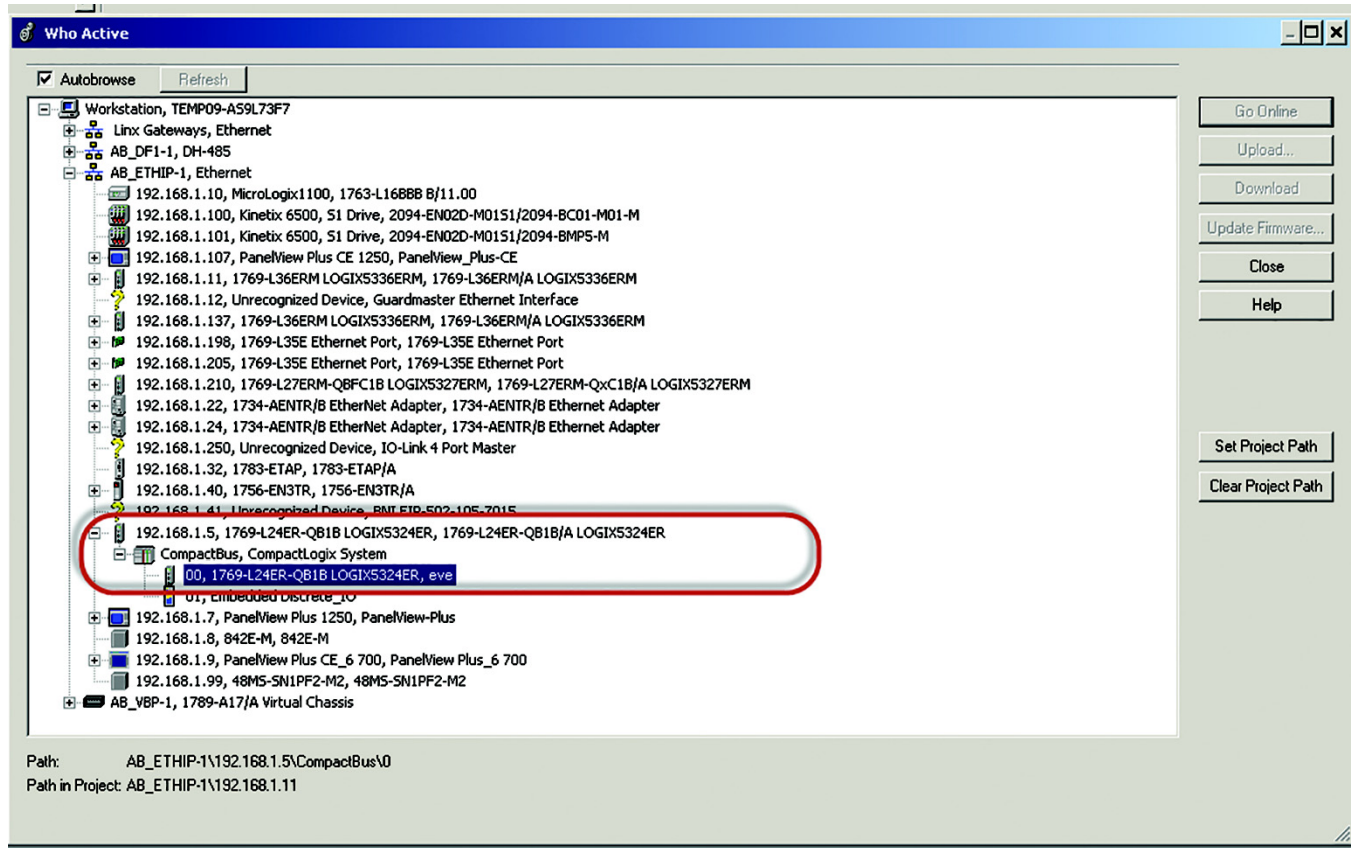 Who Active
Autobrowse Refresh
Workstation, TEMP09-AS9L73F7
Linx Gateways, Ethernet
AB_DF1-1, DH-485
AB_ETHIP-1, Ethernet
192.168.1.10, MicroLogix1100, 1763-L16BBB B/11.00
192.168.1.100, Kinetix 6500, S1 Drive, 2094-EN02D-M01S1/2094-BC01-M01-M
192.168.1.101, Kinetix 6500, S1 Drive, 2094-EN02D-M01S1/2094-BMP5-M
192.168.1.107, PanelView Plus CE 1250, PanelView_Plus-CE
192.168.1.11, 1769-L36ERM LOGIX5336ERM, 1769-L36ERM/A LOGIX5336ERM
192.168.1.12, Unrecognized Device, Guardmaster Ethernet Interface
192.168.1.137, 1769-L36ERM LOGIX5336ERM, 1769-L36ERM/A LOGIX5336ERM
192.168.1.198, 1769-L35E Ethernet Port, 1769-L35E Ethernet Port
192.168.1.205, 1769-L35E Ethernet Port, 1769-L35E Ethernet Port
192.168.1.210, 1769-L27ERM-QBFC1B LOGIX5327ERM, 1769-L27ERM-QxC1B/A LOGIX5327ERM
192.168.1.22, 1734-AENTR/B EtherNet Adapter, 1734-AENTR/B Ethernet Adapter
192.168.1.24, 1734-AENTR/B EtherNet Adapter, 1734-AENTR/B Ethernet Adapter
192.168.1.250, Unrecognized Device, IO-Link 4 Port Master
192.168.1.32, 1783-ETAP, 1783-ETAP/A
192.168.1.40, 1756-EN3TR, 1756-EN3TR/A
192.168.1.41, Unrecognized Device, BNI EIP-502-105-Z015
192.168.1.5, 1769-L24ER-QB1B LOGIX5324ER, 1769-L24ER-QB1B/A LOGIX5324ER
CompactBus, CompactLogix System
00, 1769-L24ER-QB1B LOGIX5324ER, eve
01, Embedded Discrete_IO
192.168.1.7, PanelView Plus 1250, PanelView-Plus
192.168.1.8, 842E-M, 842E-M
192.168.1.9, PanelView Plus CE_6 700, PanelView Plus_6 700
192.168.1.99, 48MS-SN1PF2-M2, 48MS-SN1PF2-M2
AB_VBP-1, 1789-A17/A Virtual Chassis
Go Online
Upload...
Download
Update Firmware...
Close
Help
Set Project Path
Clear Project Path
Path: AB_ETHIP-1\192.168.1.5\CompactBus\0
Path in Project: AB_ETHIP-1\192.168.1.11